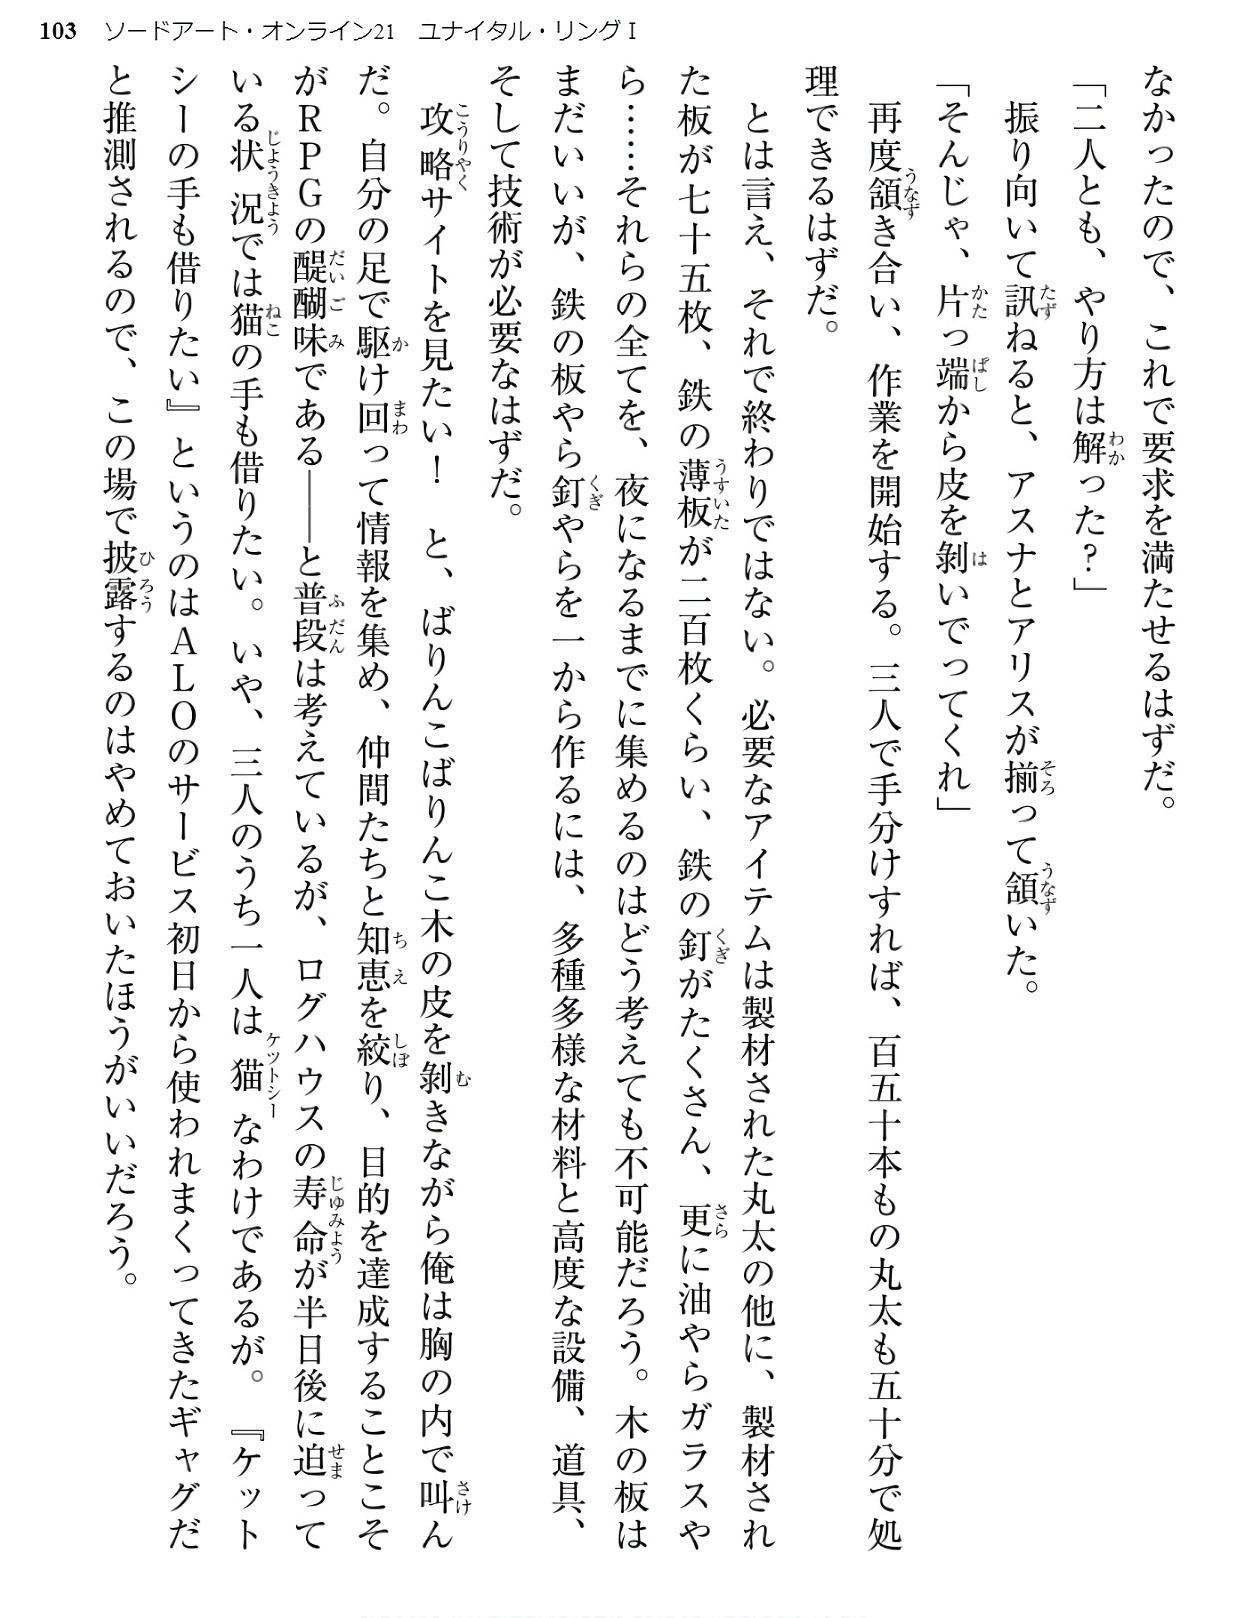 103 ソードアート・オンライン21 ユナイタル・リングⅠ
なかったので、これで要求を満たせるはずだ。
「二人とも、やり方は解った?」
振り向いて訊ねると、アスナとアリスが揃って頷いた。
「そんじゃ、片っ端から皮を剝いでってくれ」
再度頷き合い、作業を開始する。三人で手分けすれば、百五十本もの丸太も五十分で処
理できるはずだ。
とは言え、それで終わりではない。必要なアイテムは製材された丸太の他に、製材され
た板が七十五枚、鉄の薄板が二百枚くらい、鉄の釘がたくさん、更に油やらガラスや
ら……それらの全てを、夜になるまでに集めるのはどう考えても不可能だろう。木の板は
まだいいが、鉄の板やら釘やらを一から作るには、多種多様な材料と高度な設備、道具、
そして技術が必要なはずだ。
攻略サイトを見たい! と、ばりんこばりんこ木の皮を剝きながら俺は胸の内で叫ん
だ。自分の足で駆け回って情報を集め、仲間たちと知恵を絞り、目的を達成することこそ
がRPGの醍醐味である――と普段は考えているが、ログハウスの寿命が半日後に迫って
いる状況では猫の手も借りたい。いや、三人のうち一人は猫なわけであるが。『ケット
シーの手も借りたい』というのはALOのサービス初日から使われまくってきたギャグだ
と推測されるので、この場で披露するのはやめておいたほうがいいだろう。